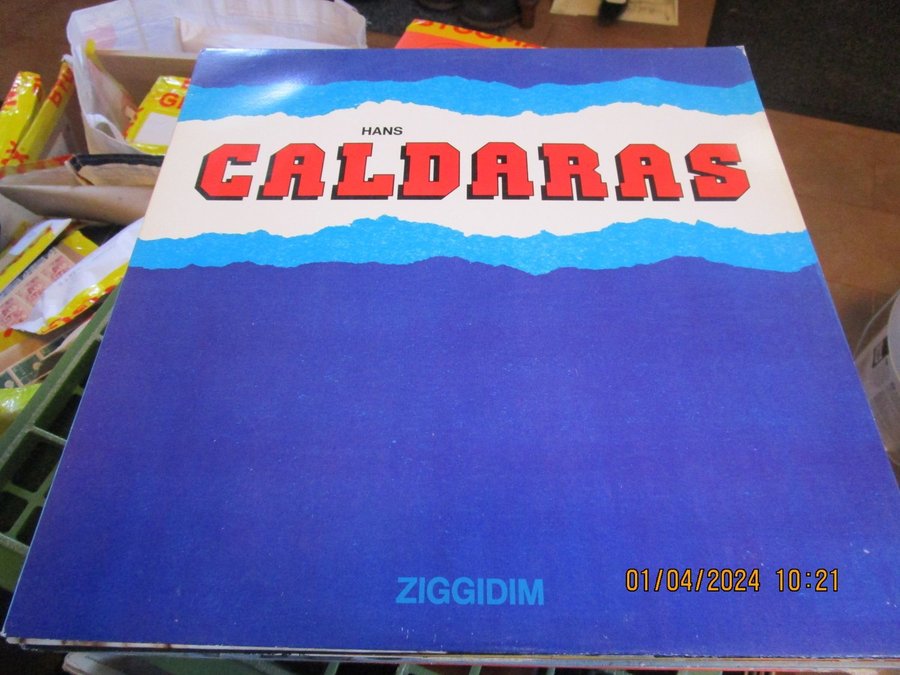 HANS
CALDARAS
ZIGGIDIM
01/04/2024 10:21